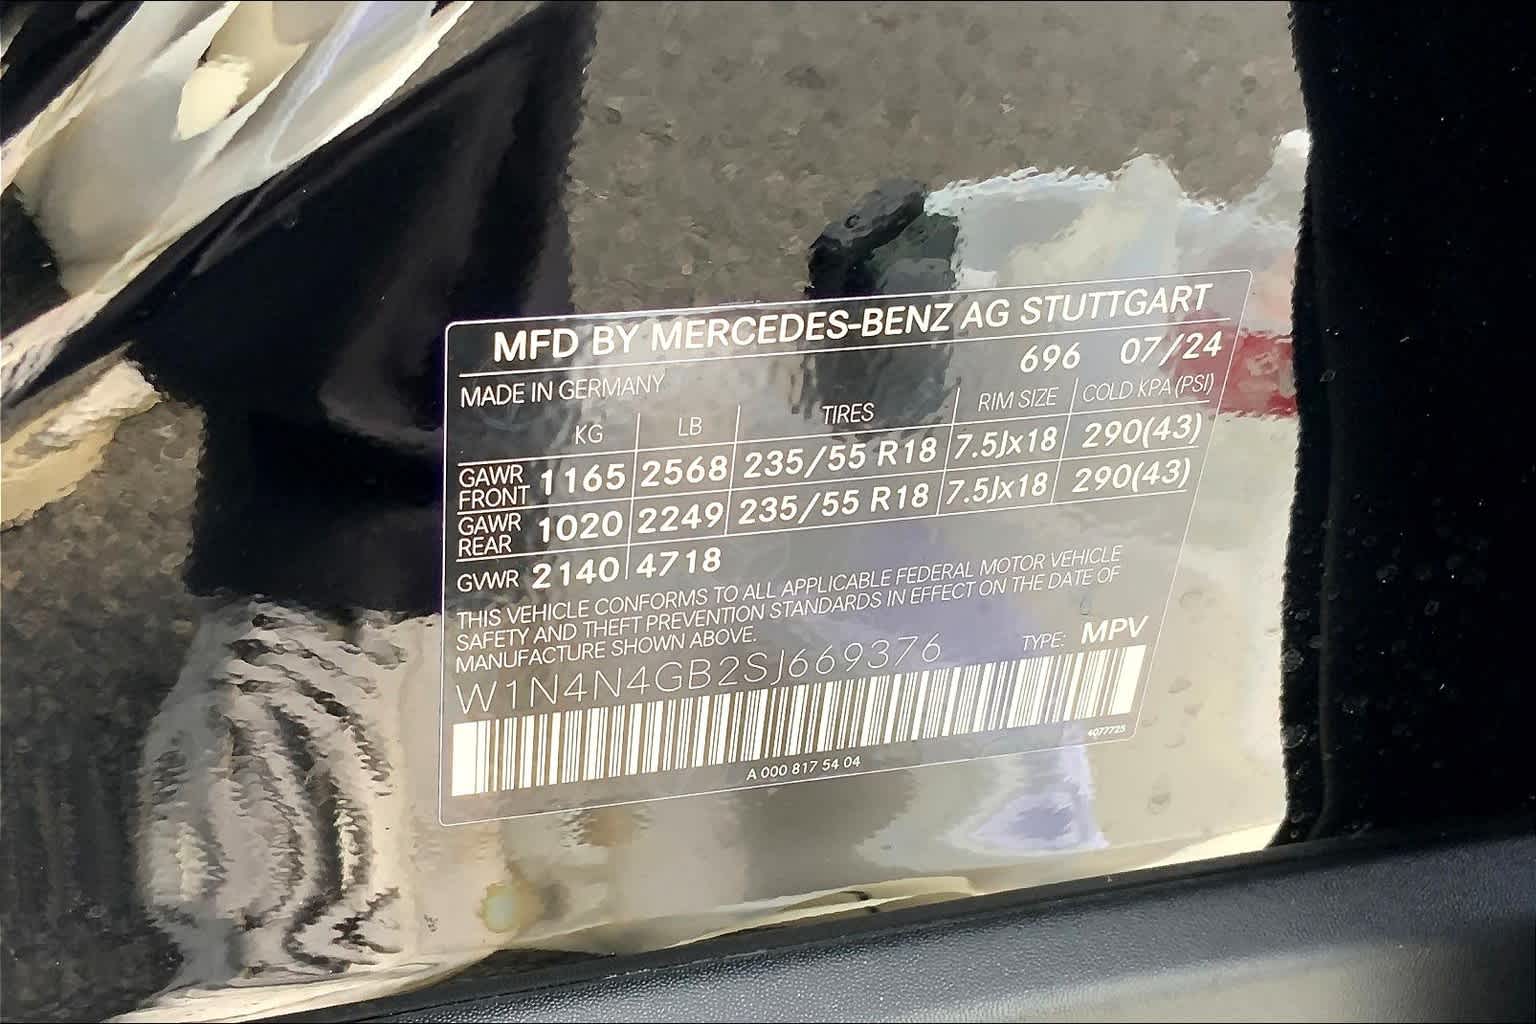 MFD BY MERCEDES-BENZ AG STUTTGART
696 07/24
MADE IN GERMANY
KG LB TIRES RIM SIZE COLD KPA (PSI)
GAWR FRONT 1165 2568 235/55 R18 7.5Jx18 290(43)
GAWR REAR 1020 2249 235/55 R18 7.5Jx18 290(43)
GVWR 2140 4718
THIS VEHICLE CONFORMS TO ALL APPLICABLE FEDERAL MOTOR VEHICLE
SAFETY AND THEFT PREVENTION STANDARDS IN EFFECT ON THE DATE OF
MANUFACTURE SHOWN ABOVE.
W1N4N4GB2SJ669376 TYPE: MPV
4077725
A 000 817 54 04